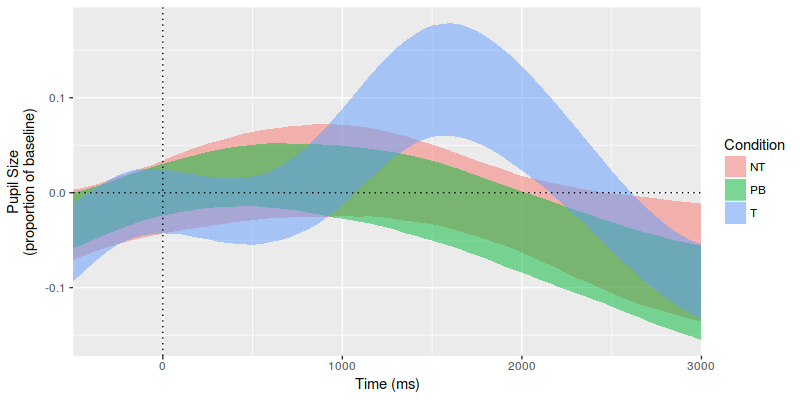 Pupil Size
(proportion of baseline)
0.1
0.0
-0.1
0
1000
2000
3000
Time (ms)
Condition
NT
PB
T